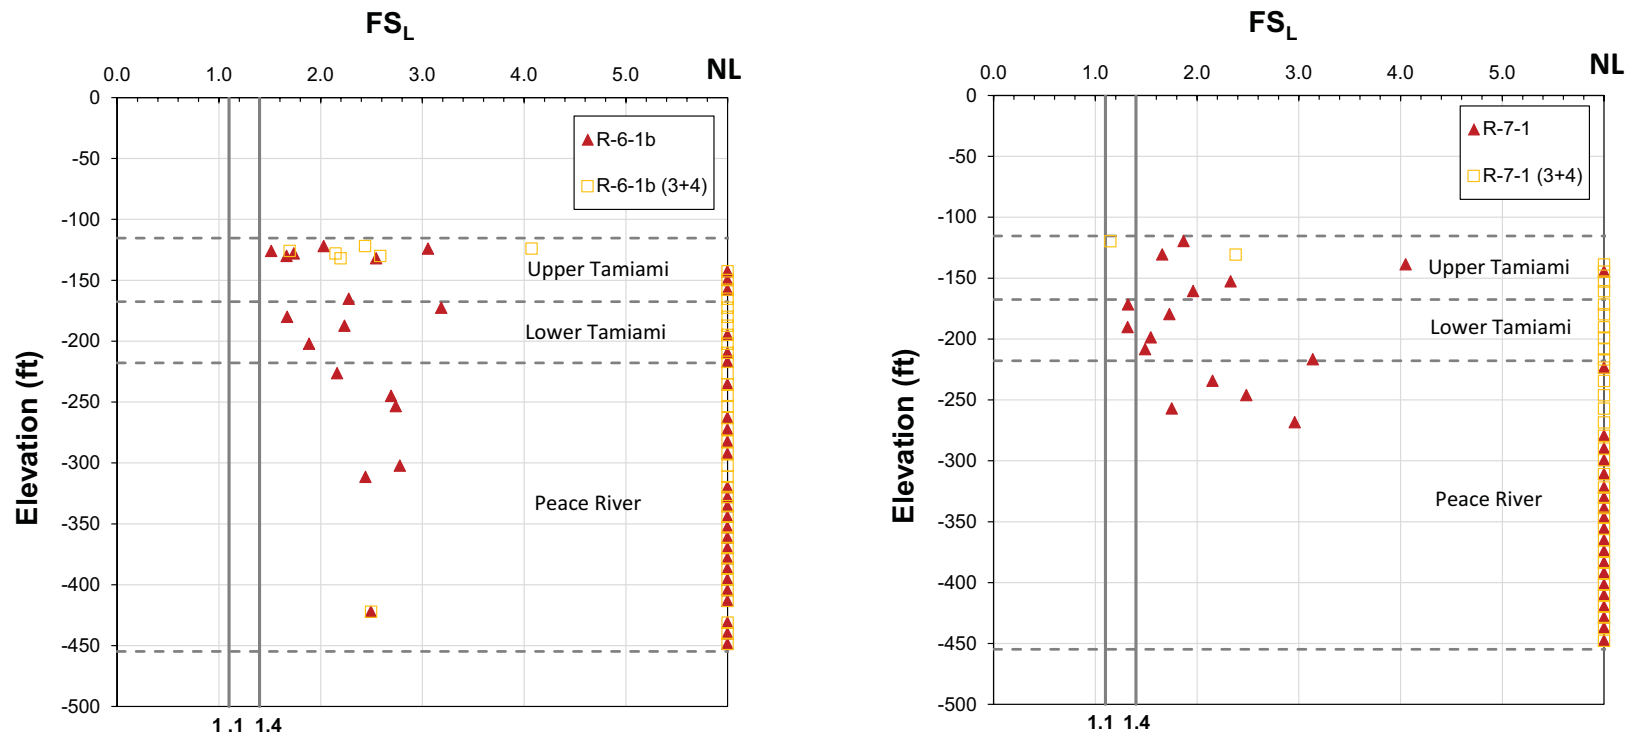 FS_L
0.0 1.0 2.0 3.0 4.0 5.0 NL
0
-50
-100
-150
-200
-250
-300
-350
-400
-450
-500
Elevation (ft)
R-6-1b
R-6-1b (3+4)
Upper Tamiami
Lower Tamiami
Peace River
1.1 1.4
FS_L
0.0 1.0 2.0 3.0 4.0 5.0 NL
0
-50
-100
-150
-200
-250
-300
-350
-400
-450
-500
Elevation (ft)
R-7-1
R-7-1 (3+4)
Upper Tamiami
Lower Tamiami
Peace River
1.1 1.4